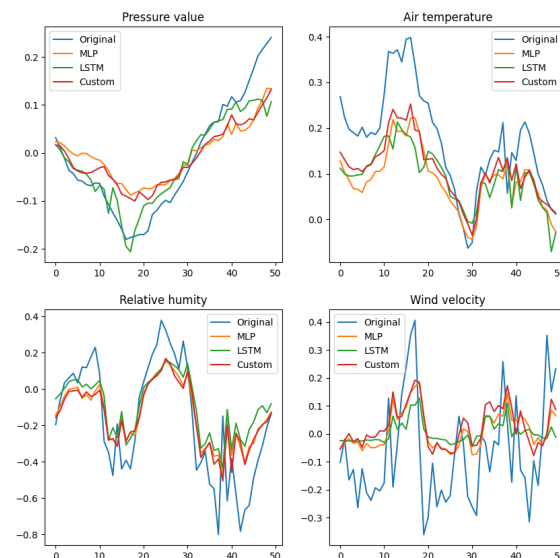 Pressure value
Original
MLP
LSTM
Custom
0.2
0.1
0.0
−0.1
−0.2
0 10 20 30 40 50
Air temperature
Original
MLP
LSTM
Custom
0.4
0.3
0.2
0.1
0.0
0 10 20 30 40 50
Relative humity
Original
MLP
LSTM
Custom
0.4
0.2
0.0
−0.2
−0.4
−0.6
−0.8
0 10 20 30 40 50
Wind velocity
Original
MLP
LSTM
Custom
0.4
0.3
0.2
0.1
0.0
−0.1
−0.2
−0.3
0 10 20 30 40